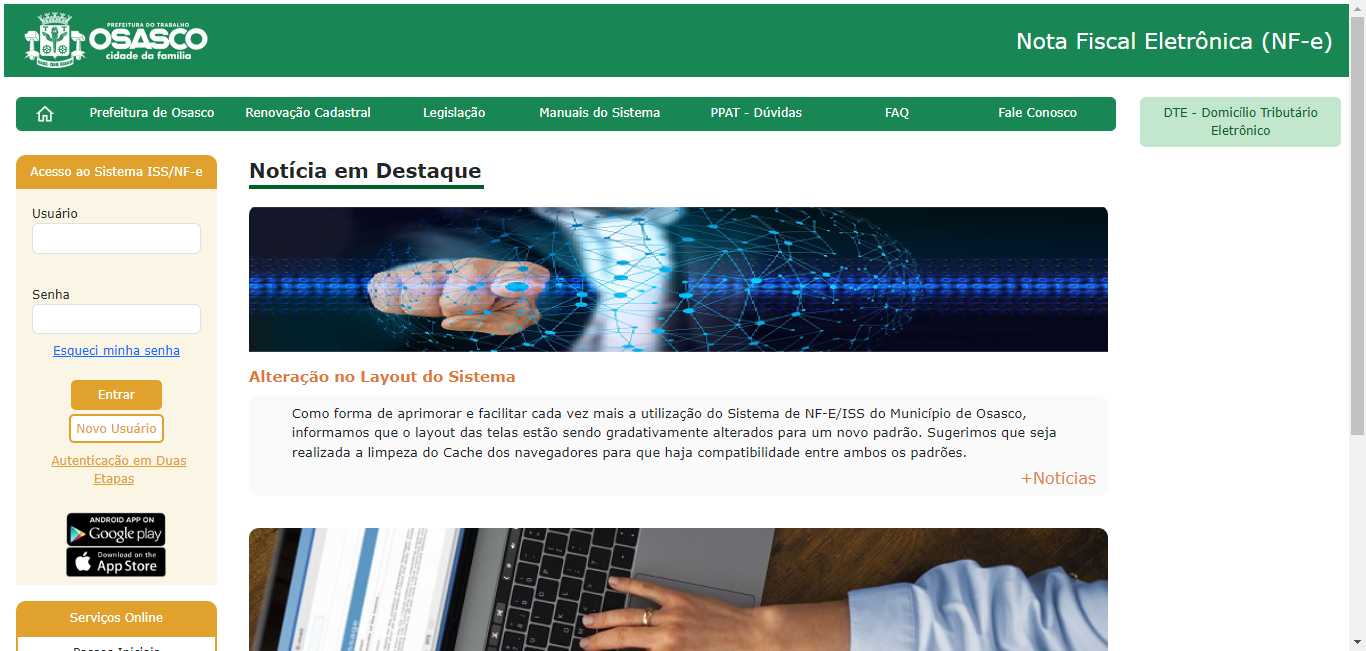 PREFEITURA DO TRABALHO
OSASCO
cidade da família
Nota Fiscal Eletrônica (NF-e)
Prefeitura de Osasco
Renovação Cadastral
Legislação
Manuais do Sistema
PPAT - Dúvidas
FAQ
Fale Conosco
DTE - Domicílio Tributário
Eletrônico
Acesso ao Sistema ISS/NF-e
Usuário
Senha
Esqueci minha senha
Entrar
Novo Usuário
Autenticação em Duas
Etapas
ANDROID APP ON
Google play
Download on the
App Store
Serviços Online
Passos Iniciais
Notícia em Destaque
Alteração no Layout do Sistema
Como forma de aprimorar e facilitar cada vez mais a utilização do Sistema de NF-E/ISS do Município de Osasco,
informamos que o layout das telas estão sendo gradativamente alterados para um novo padrão. Sugerimos que seja
realizada a limpeza do Cache dos navegadores para que haja compatibilidade entre ambos os padrões.
+Notícias